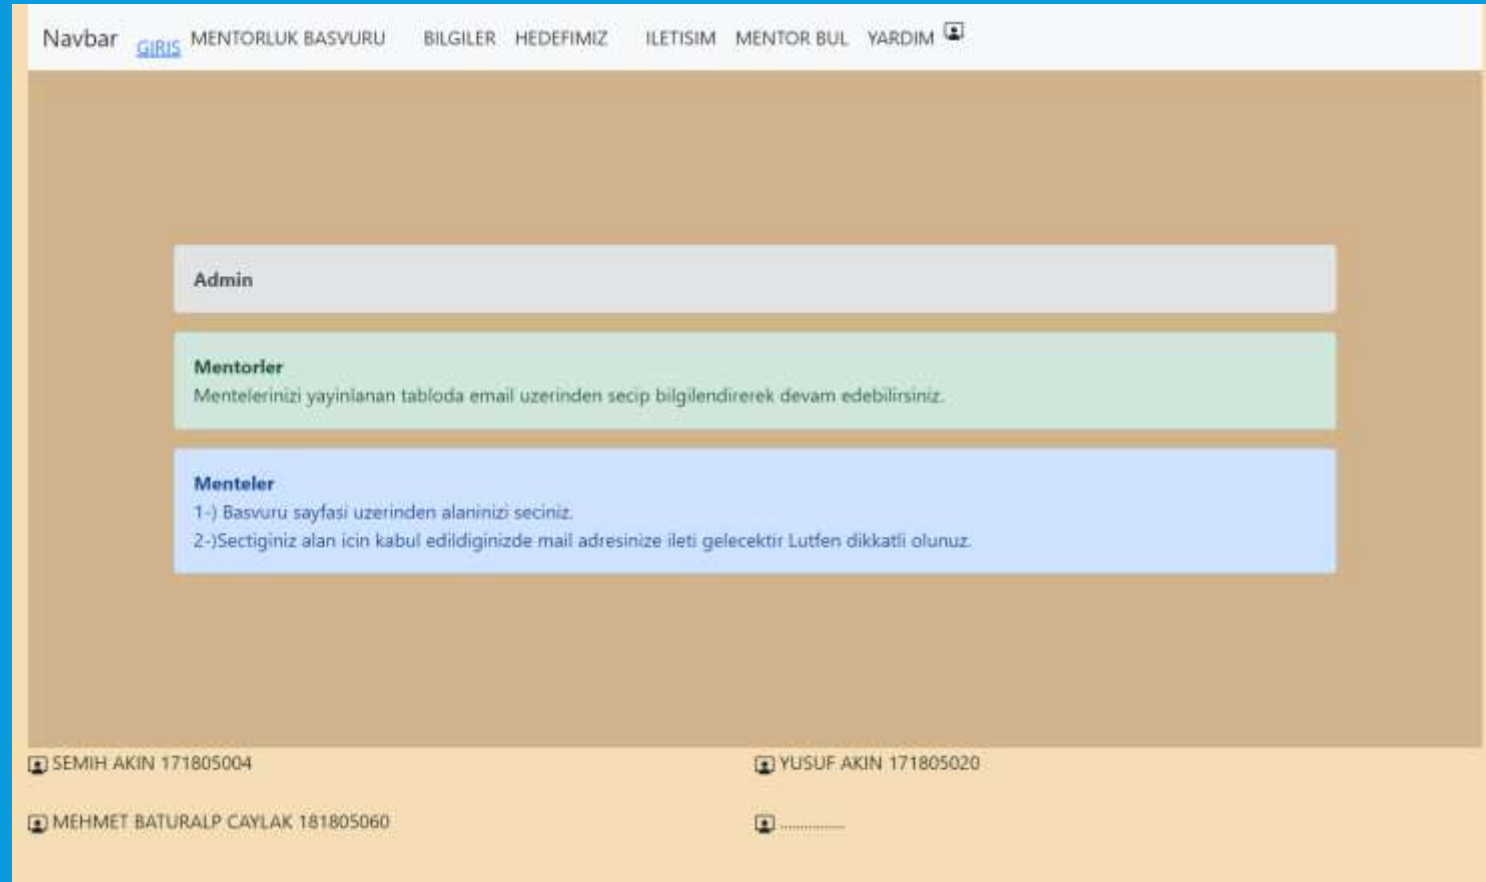 Navbar GIRIS MENTORLUK BASVURU BILGILER HEDEFIMIZ ILETISIM MENTOR BUL YARDIM
Admin
Mentorler
Mentelerinizi yayinlanan tabloda email uzerinden secip bilgilendirerek devam edebilirsiniz.
Menteler
1-) Basvuru sayfasi uzerinden alaninizi seciniz.
2-)Sectiginiz alan icin kabul edildiginizde mail adresinize ileti gelecektir Lutfen dikkatli olunuz.
SEMIH AKIN 171805004 YUSUF AKIN 171805020
MEHMET BATURALP CAYLAK 181805060 ...............